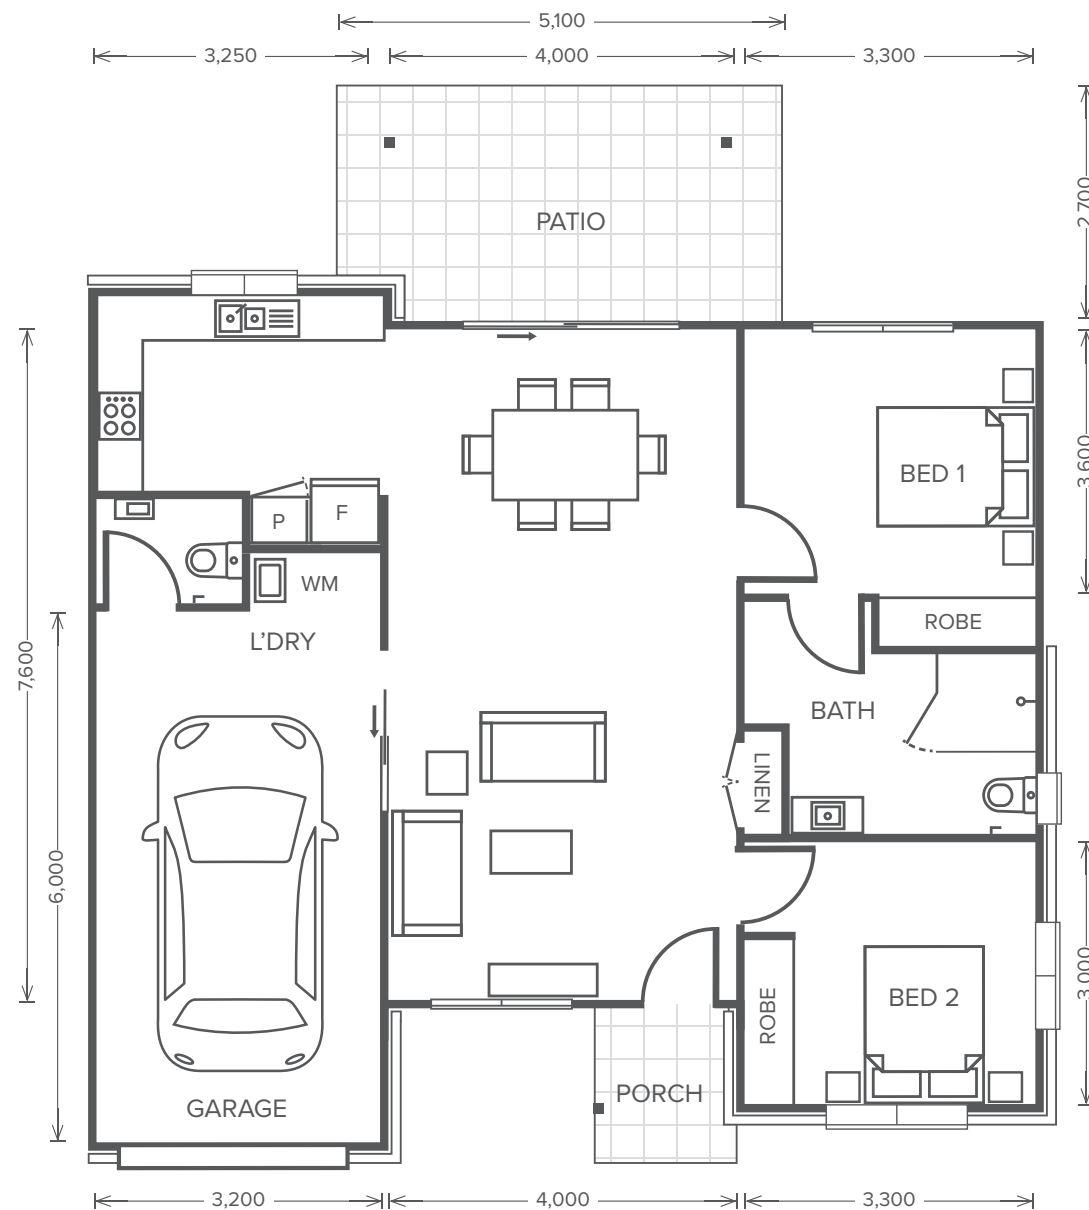 5,100
3,250
4,000
3,300
2,700
PATIO
3,600
BED 1
P
F
WM
L'DRY
ROBE
7,600
BATH
LINEN
6,000
3,000
ROBE
BED 2
PORCH
GARAGE
3,200
4,000
3,300